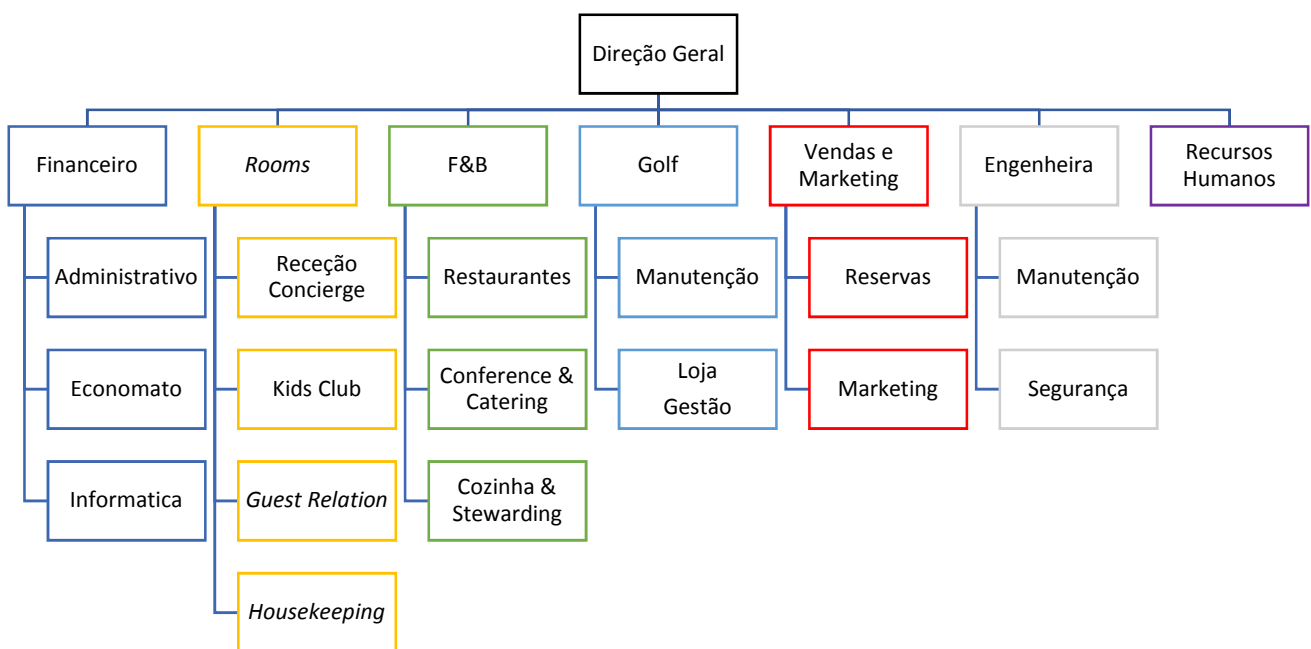 Direção Geral
Financeiro
Rooms
F&B
Golf
Vendas e
Marketing
Engenheira
Recursos
Humanos
Administrativo
Receção
Concierge
Restaurantes
Manutenção
Reservas
Manutenção
Economato
Kids Club
Conference &
Catering
Loja
Gestão
Marketing
Segurança
Informatica
Guest Relation
Cozinha &
Stewarding
Housekeeping